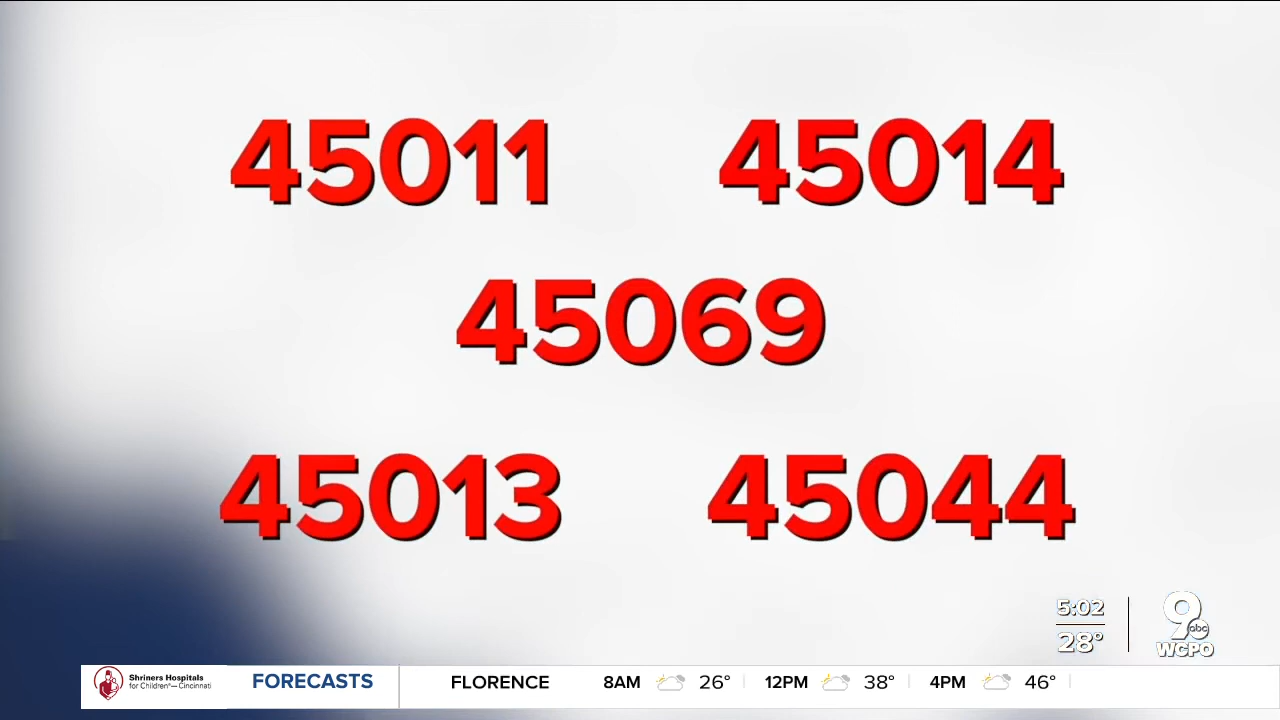 45011 45014
45069
45013 45044
5:02
28°
9 abc
WCPO
Shriners Hospitals
for Children®— Cincinnati
FORECASTS FLORENCE 8AM 26° 12PM 38° 4PM 46°